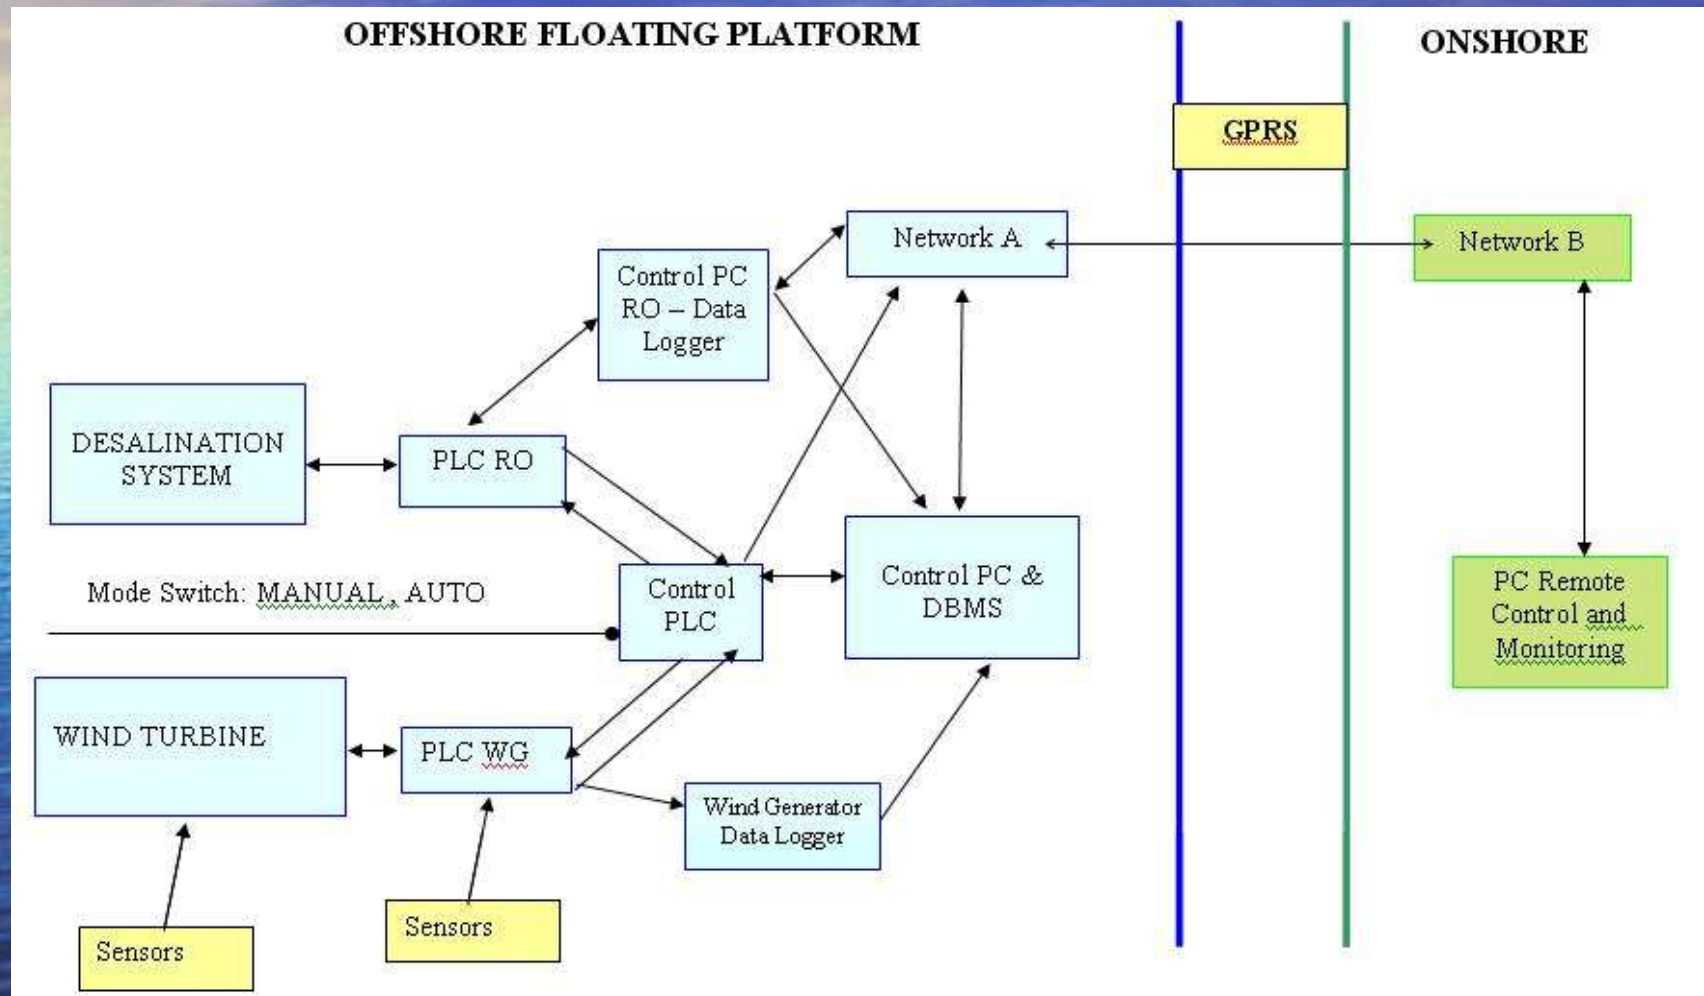 OFFSHORE FLOATING PLATFORM
ONSHORE
GPRS
Network A
Network B
Control PC
RO – Data
Logger
DESALINATION
SYSTEM
PLC RO
Mode Switch: MANUAL , AUTO
Control
PLC
Control PC &
DBMS
PC Remote
Control and
Monitoring
WIND TURBINE
PLC WG
Wind Generator
Data Logger
Sensors
Sensors